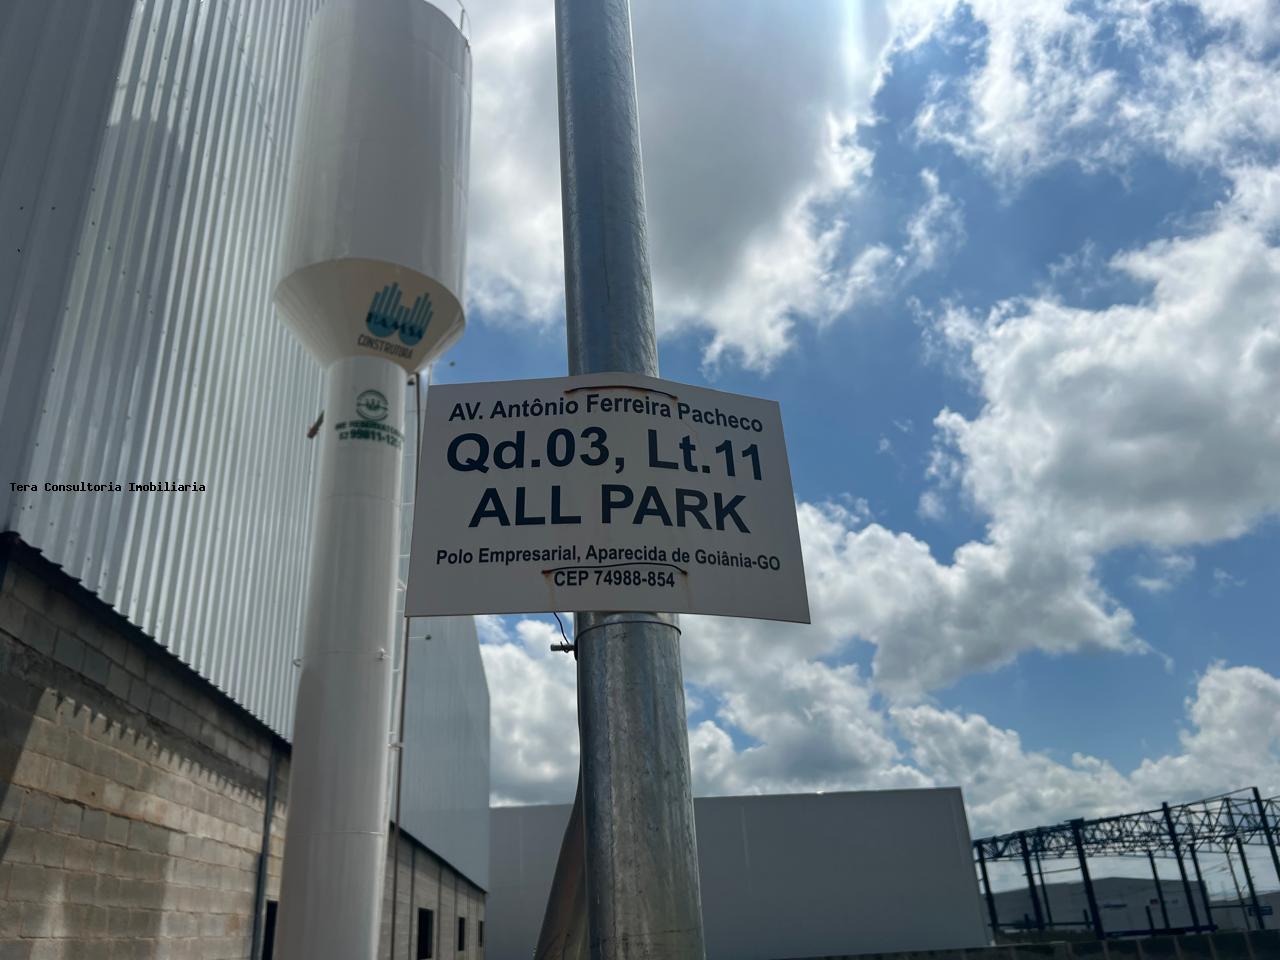 CONSTRUTORA
AV. Antônio Ferreira Pacheco
Qd.03, Lt.11
ALL PARK
Polo Empresarial, Aparecida de Goiânia-GO
CEP 74988-854
Tera Consultoria Imobiliaria